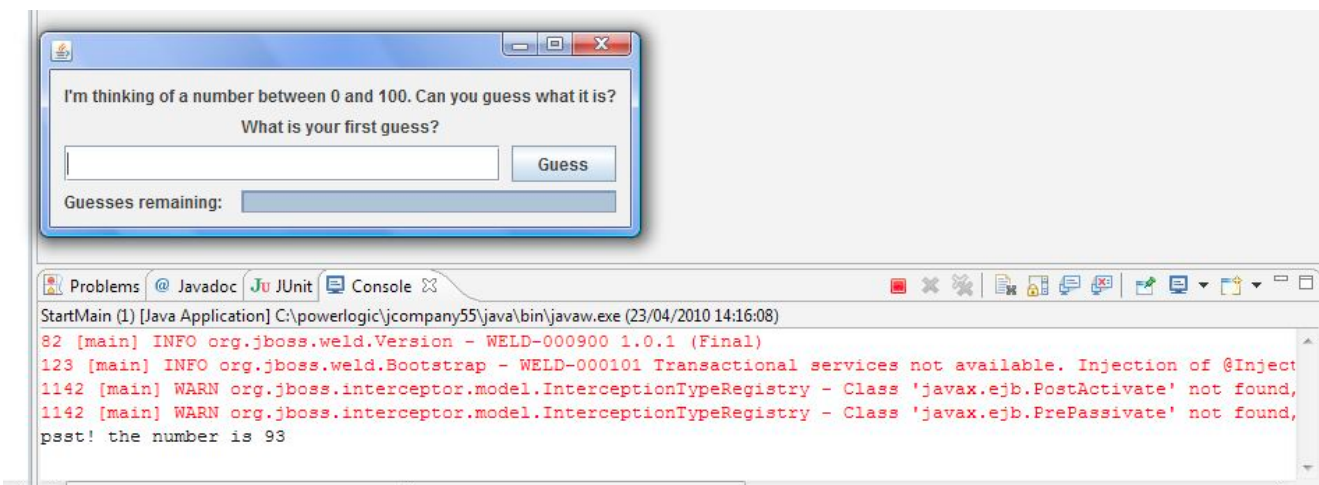 I'm thinking of a number between 0 and 100. Can you guess what it is?
What is your first guess?
Guess
Guesses remaining:
Problems @ Javadoc JU JUnit Console
StartMain (1) [Java Application] C:\powerlogic\jcompany55\java\bin\javaw.exe (23/04/2010 14:16:08)
82 [main] INFO org.jboss.weld.Version - WELD-000900 1.0.1 (Final)
123 [main] INFO org.jboss.weld.Bootstrap - WELD-000101 Transactional services not available. Injection of @Inject
1142 [main] WARN org.jboss.interceptor.model.InterceptionTypeRegistry - Class 'javax.ejb.PostActivate' not found,
1142 [main] WARN org.jboss.interceptor.model.InterceptionTypeRegistry - Class 'javax.ejb.PrePassivate' not found,
psst! the number is 93